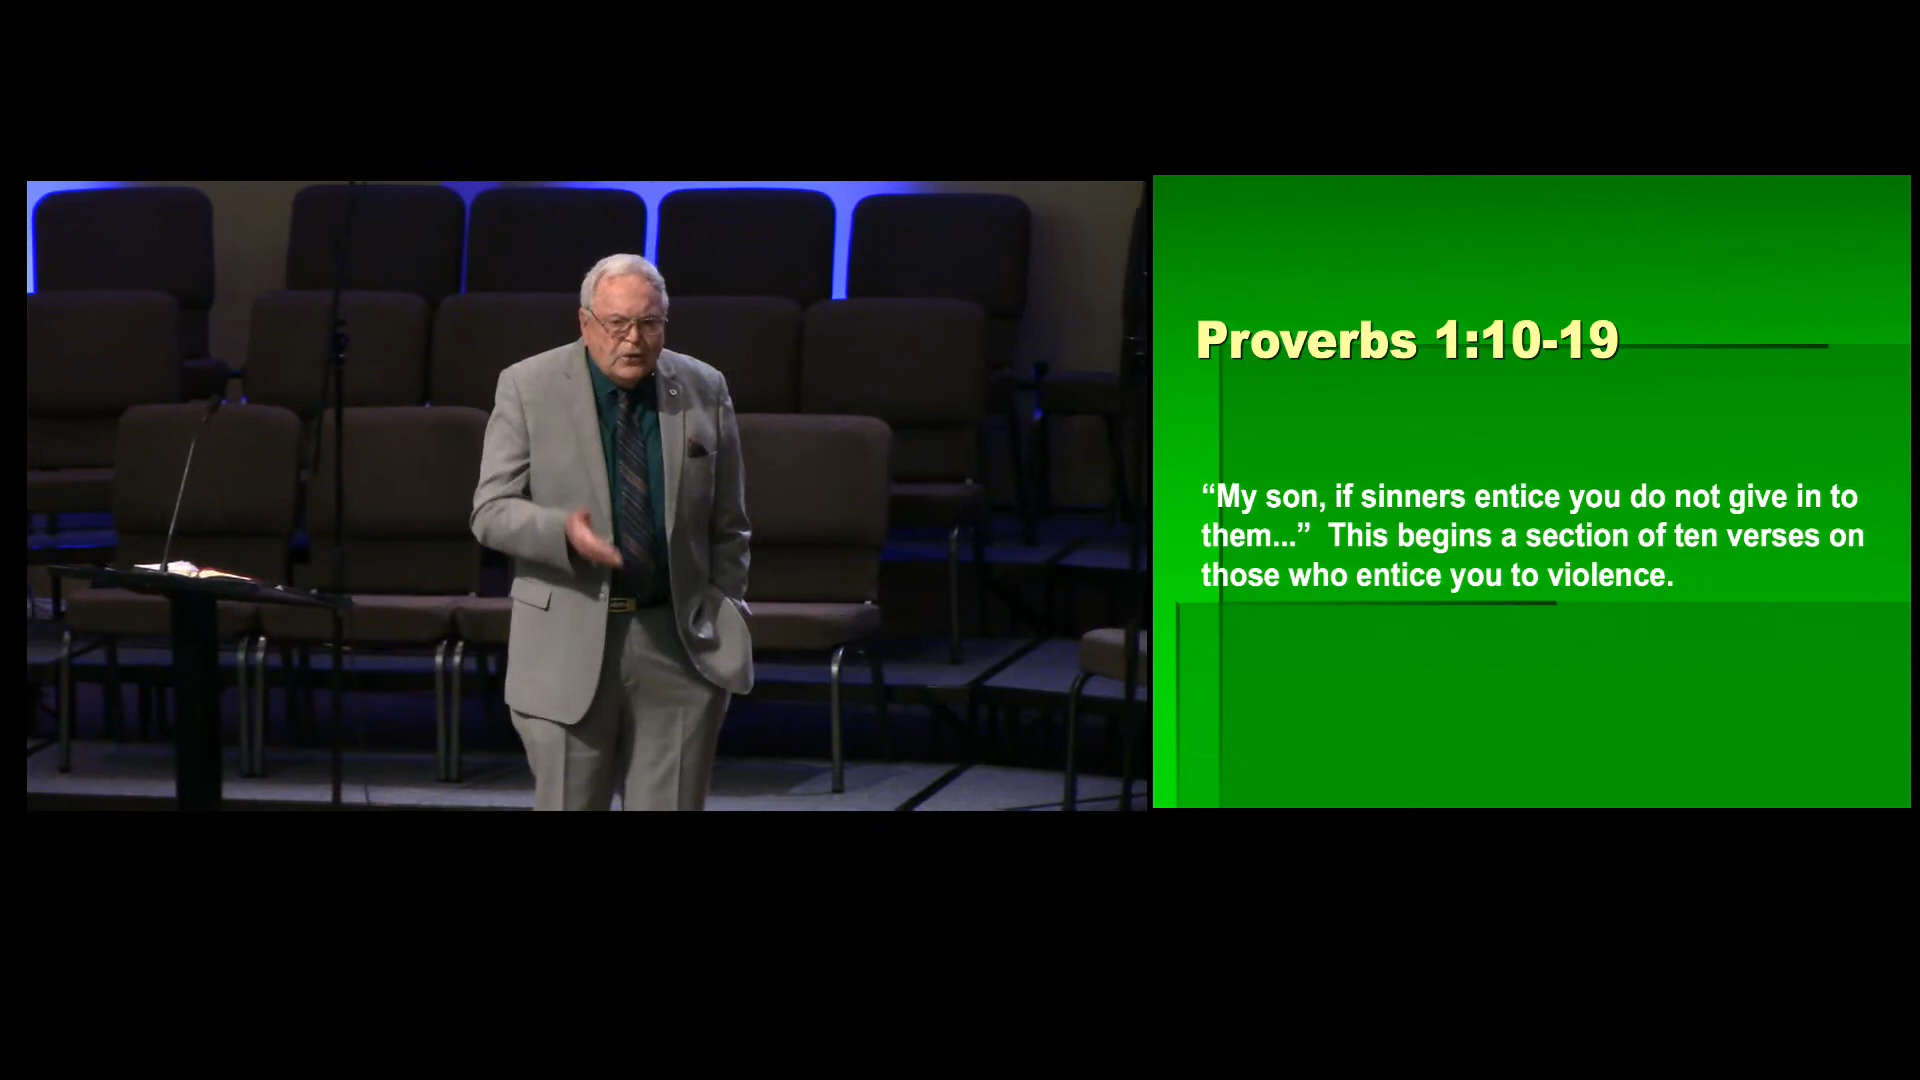 Proverbs 1:10-19
“My son, if sinners entice you do not give in to
them...”  This begins a section of ten verses on
those who entice you to violence.